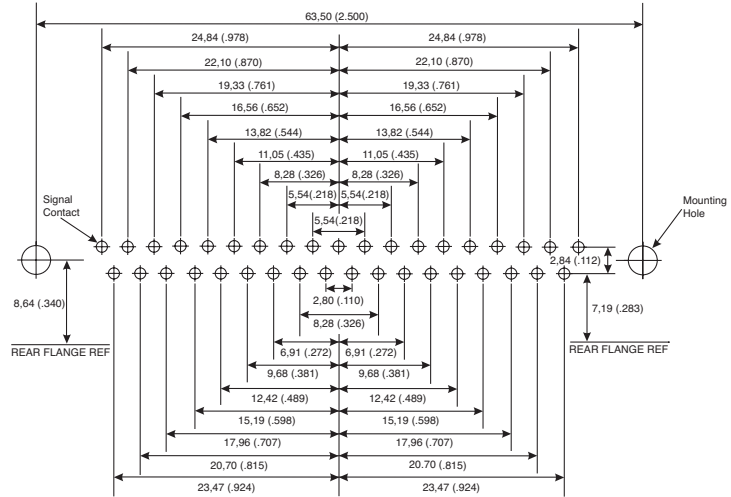 63,50 (2.500)
24,84 (.978) 24,84 (.978)
22,10 (.870) 22,10 (.870)
19,33 (.761) 19,33 (.761)
16,56 (.652) 16,56 (.652)
13,82 (.544) 13,82 (.544)
11,05 (.435) 11,05 (.435)
8,28 (.326) 8,28 (.326)
5,54(.218) 5,54(.218)
Signal
Contact
Mounting
Hole
5,54(.218)
2,84 (.112)
8,64 (.340)
2,80 (.110)
7,19 (.283)
8,28 (.326)
REAR FLANGE REF
REAR FLANGE REF
6,91 (.272) 6,91 (.272)
9,68 (.381) 9,68 (.381)
12,42 (.489) 12,42 (.489)
15,19 (.598) 15,19 (.598)
17,96 (.707) 17,96 (.707)
20,70 (.815) 20.70 (.815)
23,47 (.924) 23,47 (.924)